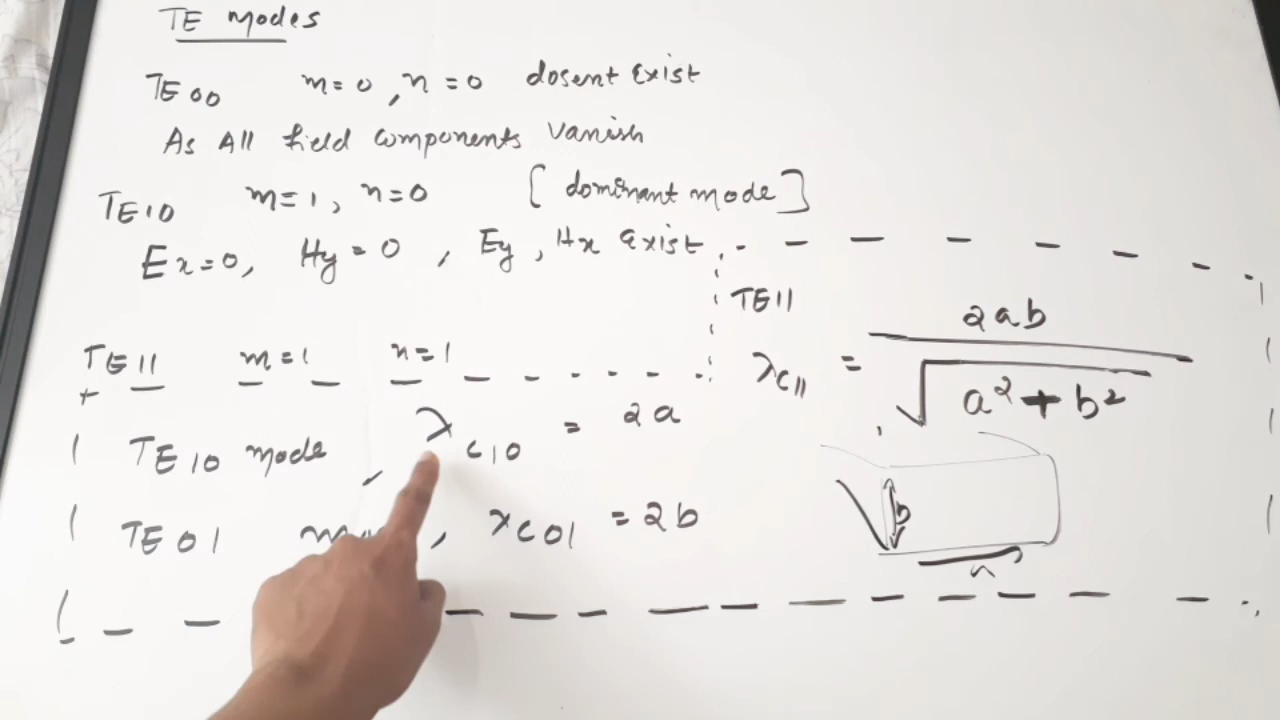 TE modes
TE00 m=0, n=0 dosent Exist
As All field components vanish
TE10 m=1, n=0 [dominant mode]
Ex=0, Hy=0, Ey, Hx exist
TE11 m=1 n=1
TE10 mode, λc10 = 2a
TE01 , λc01 = 2b
TE11
λc11 = 2ab / √(a²+b²)
b
a